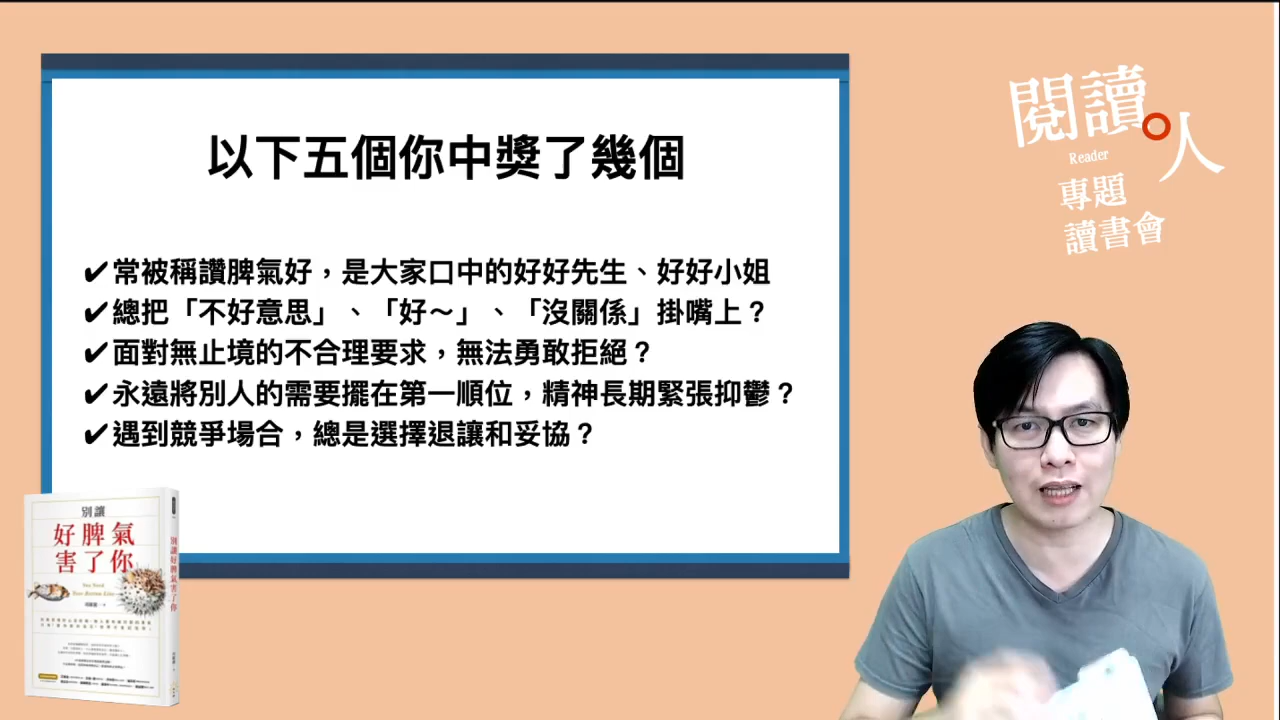 以下五個你中獎了幾個
✔常被稱讚脾氣好，是大家口中的好好先生、好好小姐
✔總把「不好意思」、「好～」、「沒關係」掛嘴上？
✔面對無止境的不合理要求，無法勇敢拒絕？
✔永遠將別人的需要擺在第一順位，精神長期緊張抑鬱？
✔遇到競爭場合，總是選擇退讓和妥協？
閱讀人
Reader
專題
讀書會
別讓
好脾氣
害了你
別讓好脾氣害了你